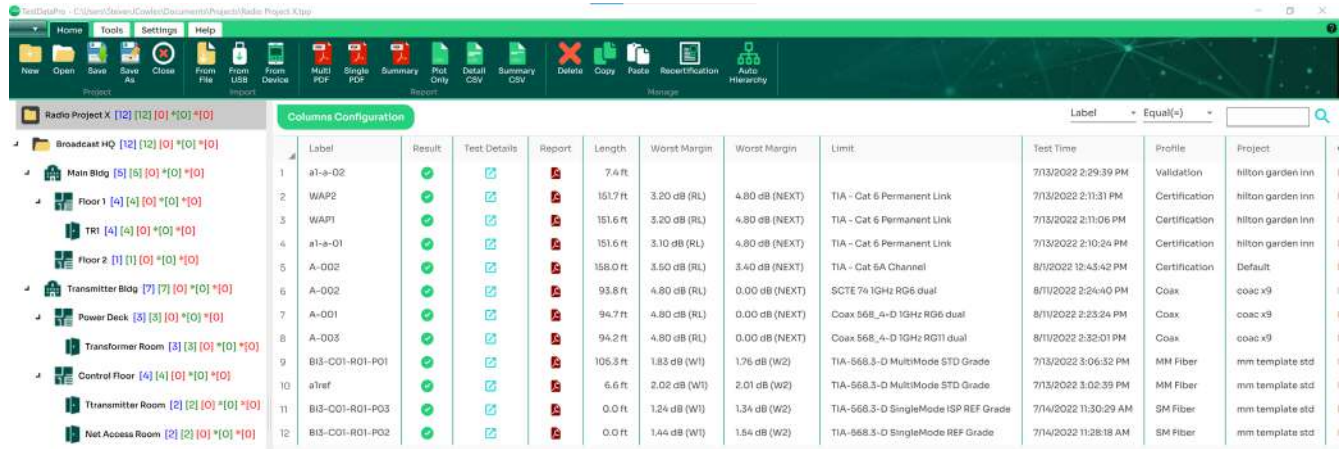 TestDataPro - C:\Users\StevenJCowles\Documents\Projects\Radio Project X.tpp
Home Tools Settings Help
New Open Save Save As Close From File From USB From Device Multi PDF Single PDF Summary Plot Only Detail CSV Summary CSV Delete Copy Paste Recertification Auto Hierarchy
Project Import Report Manage
Radio Project X [12] [12] [0] *[0] *[0]
Broadcast HQ [12] [12] [0] *[0] *[0]
Main Bldg [5] [5] [0] *[0] *[0]
Floor 1 [4] [4] [0] *[0] *[0]
TR1 [4] [4] [0] *[0] *[0]
Floor 2 [1] [1] [0] *[0] *[0]
Transmitter Bldg [7] [7] [0] *[0] *[0]
Power Deck [3] [3] [0] *[0] *[0]
Transformer Room [3] [3] [0] *[0] *[0]
Control Floor [4] [4] [0] *[0] *[0]
Ttransmitter Room [2] [2] [0] *[0] *[0]
Net Access Room [2] [2] [0] *[0] *[0]
Columns Configuration Label Equal(=)
Label Result Test Details Report Length Worst Margin Worst Margin Limit Test Time Profile Project
1 a1-a-02 7.4 ft 7/13/2022 2:29:39 PM Validation hilton garden inn
2 WAP2 151.7 ft 3.20 dB (RL) 4.80 dB (NEXT) TIA - Cat 6 Permanent Link 7/13/2022 2:11:31 PM Certification hilton garden inn
3 WAP1 151.6 ft 3.10 dB (RL) 4.80 dB (NEXT) TIA - Cat 6 Permanent Link 7/13/2022 2:11:06 PM Certification hilton garden inn
4 a1-a-01 151.6 ft 3.10 dB (RL) 4.80 dB (NEXT) TIA - Cat 6 Permanent Link 7/13/2022 2:10:24 PM Certification hilton garden inn
5 A-002 158.0 ft 3.50 dB (RL) 3.40 dB (NEXT) TIA - Cat 6A Channel 8/1/2022 12:43:42 PM Certification Default
6 A-002 93.8 ft 4.80 dB (RL) 0.00 dB (NEXT) SCTE 74 1GHz RG6 dual 8/11/2022 2:24:40 PM Coax coac x9
7 A-001 94.7 ft 4.80 dB (RL) 0.00 dB (NEXT) Coax 568_4-D 1GHz RG6 dual 8/11/2022 2:23:24 PM Coax coac x9
8 A-003 94.2 ft 4.80 dB (RL) 0.00 dB (NEXT) Coax 568_4-D 1GHz RG11 dual 8/11/2022 2:32:01 PM Coax coac x9
9 BI3-C01-R01-P01 105.3 ft 1.83 dB (W1) 1.76 dB (W2) TIA-568.3-D MultiMode STD Grade 7/13/2022 3:06:32 PM MM Fiber mm template std
10 a1ref 6.6 ft 2.02 dB (W1) 2.01 dB (W2) TIA-568.3-D MultiMode STD Grade 7/13/2022 3:02:39 PM MM Fiber mm template std
11 BI3-C01-R01-P03 0.0 ft 1.24 dB (W1) 1.34 dB (W2) TIA-568.3-D SingleMode ISP REF Grade 7/14/2022 11:30:29 AM SM Fiber mm template std
12 BI3-C01-R01-P02 0.0 ft 1.44 dB (W1) 1.54 dB (W2) TIA-568.3-D SingleMode REF Grade 7/14/2022 11:28:18 AM SM Fiber mm template std